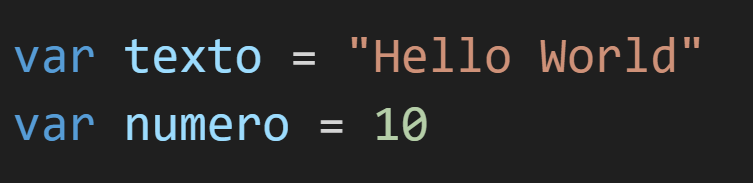 var texto = "Hello World"
var numero = 10